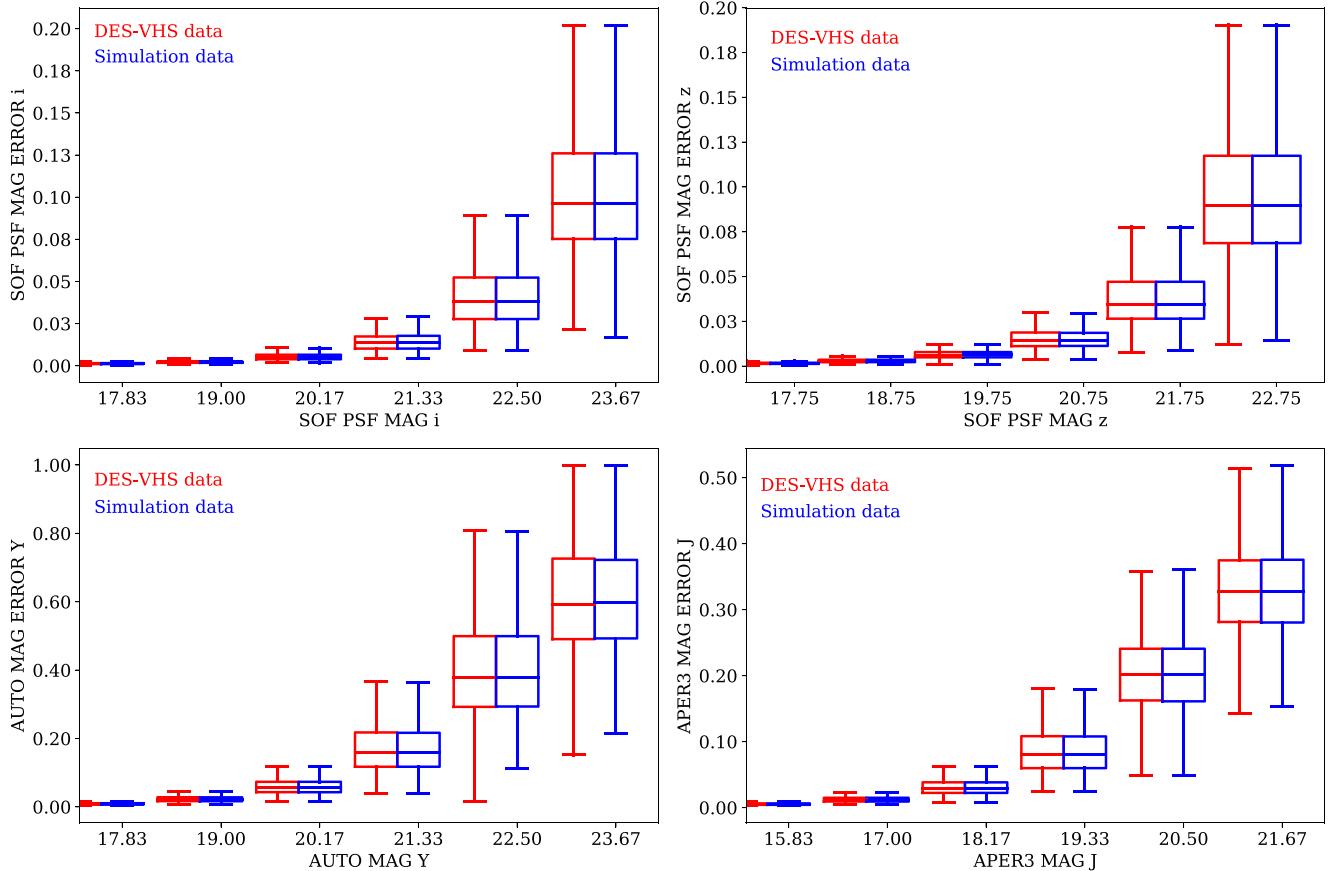 DES-VHS data
Simulation data
SOF PSF MAG ERROR i
0.20
0.18
0.15
0.13
0.10
0.08
0.05
0.03
0.00
17.83 19.00 20.17 21.33 22.50 23.67
SOF PSF MAG i
DES-VHS data
Simulation data
SOF PSF MAG ERROR z
0.20
0.18
0.15
0.13
0.10
0.08
0.05
0.03
0.00
17.75 18.75 19.75 20.75 21.75 22.75
SOF PSF MAG z
DES-VHS data
Simulation data
AUTO MAG ERROR Y
1.00
0.80
0.60
0.40
0.20
0.00
17.83 19.00 20.17 21.33 22.50 23.67
AUTO MAG Y
DES-VHS data
Simulation data
APER3 MAG ERROR J
0.50
0.40
0.30
0.20
0.10
0.00
15.83 17.00 18.17 19.33 20.50 21.67
APER3 MAG J